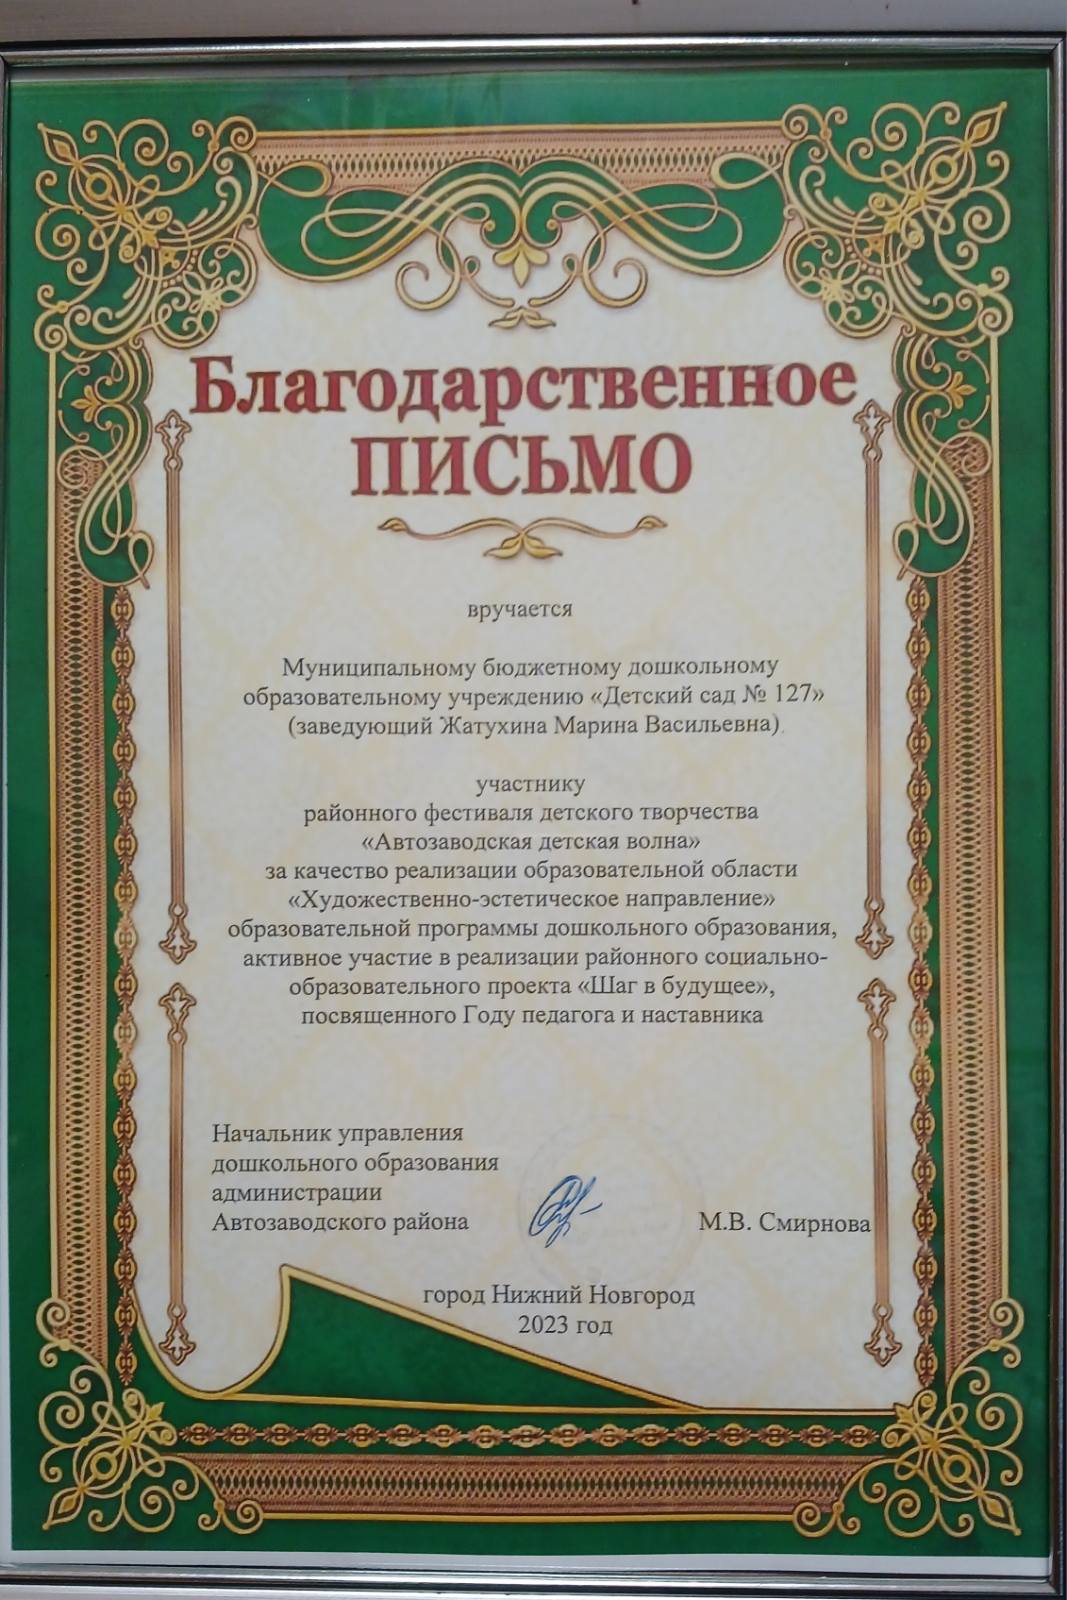 Благодарственное
ПИСЬМО
вручается
Муниципальному бюджетному дошкольному
образовательному учреждению «Детский сад № 127»
(заведующий Жатухина Марина Васильевна)
участнику
районного фестиваля детского творчества
«Автозаводская детская волна»
за качество реализации образовательной области
«Художественно-эстетическое направление»
образовательной программы дошкольного образования,
активное участие в реализации районного социально-
образовательного проекта «Шаг в будущее»,
посвященного Году педагога и наставника
Начальник управления
дошкольного образования
администрации
Автозаводского района М.В. Смирнова
город Нижний Новгород
2023 год